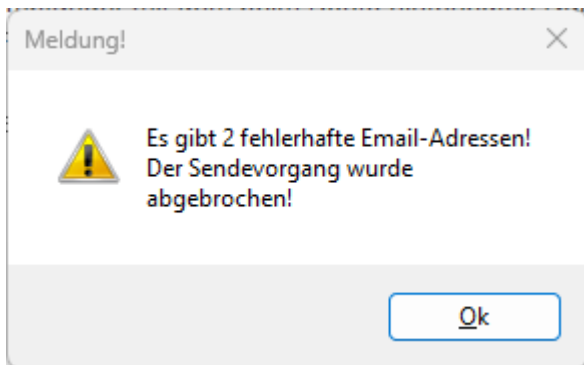 Meldung!
Es gibt 2 fehlerhafte Email-Adressen!
Der Sendevorgang wurde
abgebrochen!
Ok